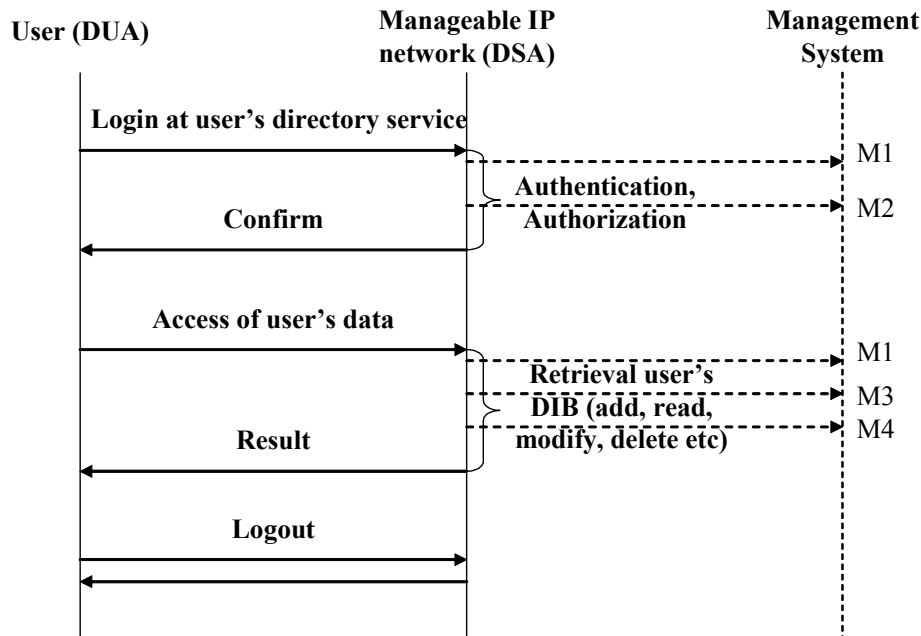 User (DUA)
Manageable IP
network (DSA)
Management
System
Login at user's directory service
M1
Authentication,
Authorization
M2
Confirm
Access of user's data
M1
Retrieval user's
DIB (add, read,
modify, delete etc)
M3
M4
Result
Logout